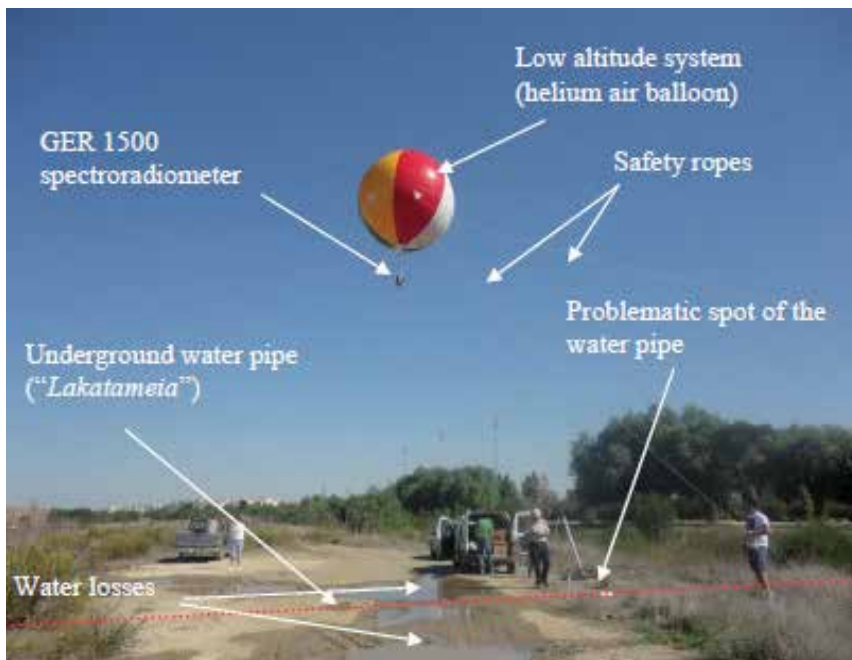 Low altitude system
(helium air balloon)
GER 1500
spectroradiometer
Safety ropes
Problematic spot of the
water pipe
Underground water pipe
("Lakatameia")
Water losses